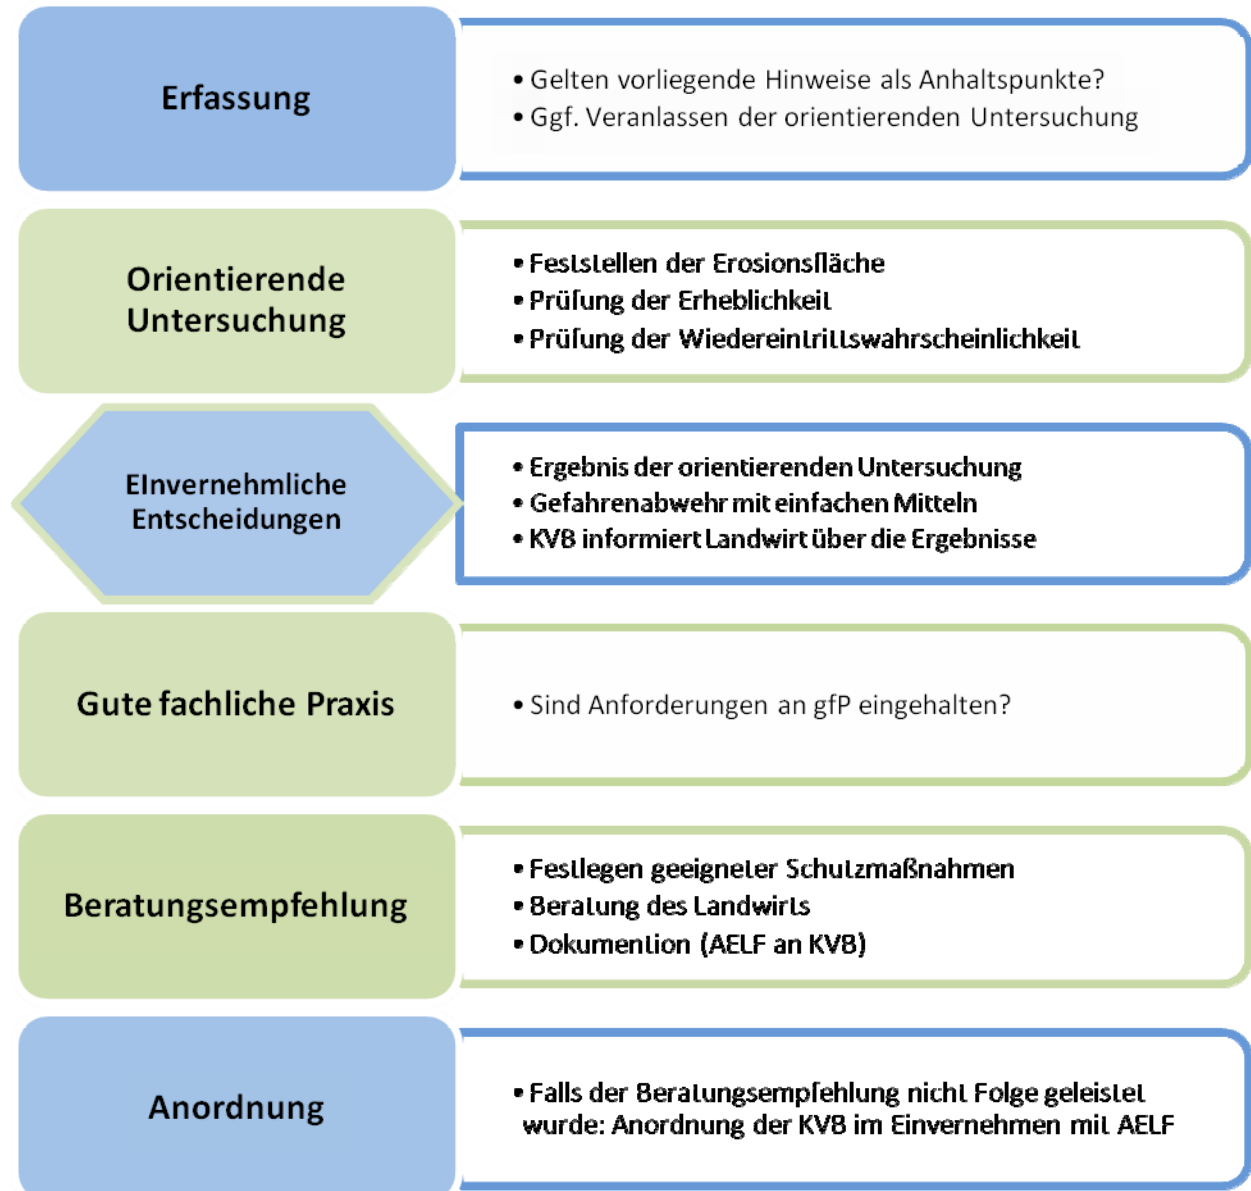 Erfassung
• Gelten vorliegende Hinweise als Anhaltspunkte?
• Ggf. Veranlassen der orientierenden Untersuchung
Orientierende
Untersuchung
• Feststellen der Erosionsfläche
• Prüfung der Erheblichkeit
• Prüfung der Wiedereintrittswahrscheinlichkeit
EInvernehmliche
Entscheidungen
• Ergebnis der orientierenden Untersuchung
• Gefahrenabwehr mit einfachen Mitteln
• KVB informiert Landwirt über die Ergebnisse
Gute fachliche Praxis
• Sind Anforderungen an gfP eingehalten?
Beratungsempfehlung
• Festlegen geeigneter Schutzmaßnahmen
• Beratung des Landwirts
• Dokumention (AELF an KVB)
Anordnung
• Falls der Beratungsempfehlung nicht Folge geleistet
wurde: Anordnung der KVB im Einvernehmen mit AELF